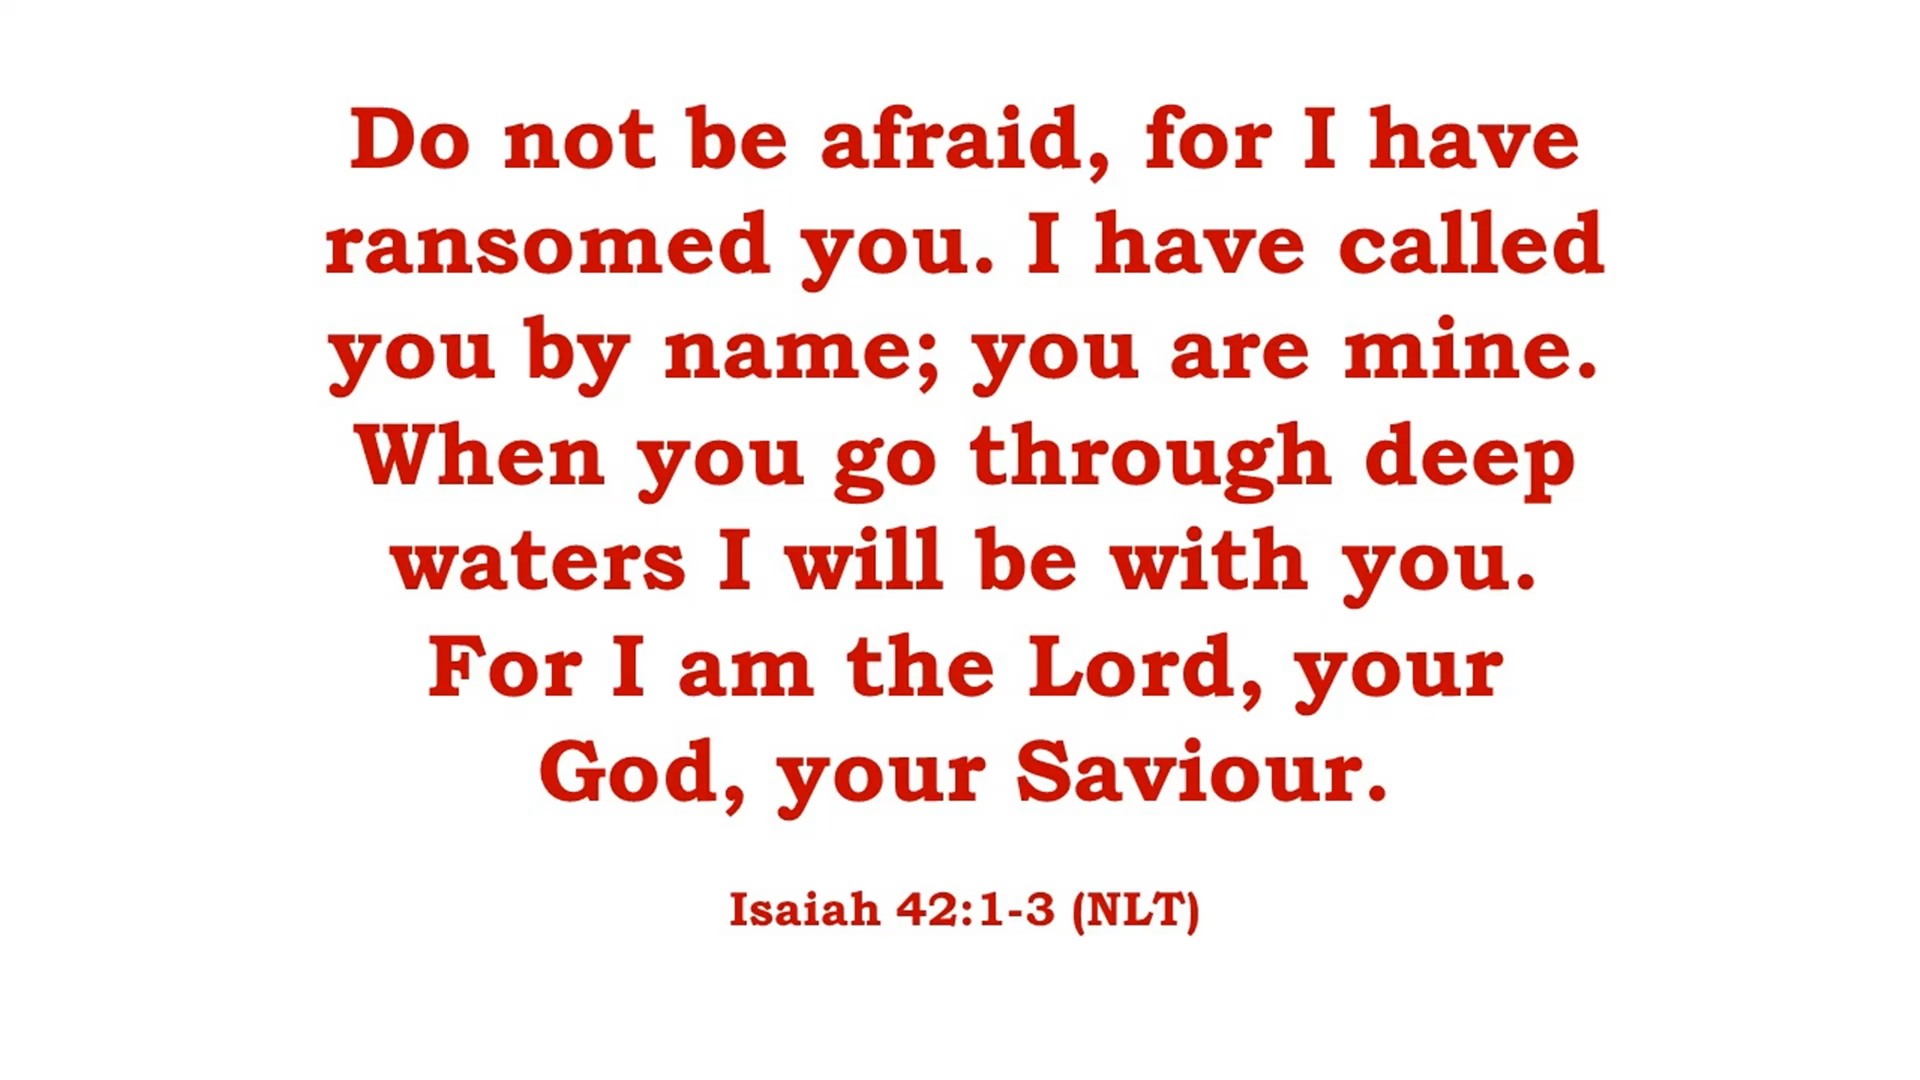 Do not be afraid, for I have
ransomed you. I have called
you by name; you are mine.
When you go through deep
waters I will be with you.
For I am the Lord, your
God, your Saviour.
Isaiah 42:1-3 (NLT)